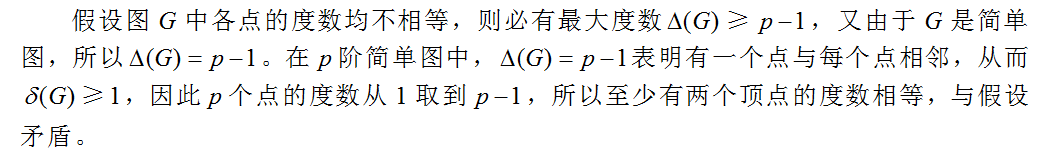 假设图 G 中各点的度数均不相等，则必有最大度数 Δ(G) ⩾ p −1，又由于 G 是简单
图，所以 Δ(G) = p −1。在 p 阶简单图中，Δ(G) = p −1表明有一个点与每个点相邻，从而
δ(G) ⩾ 1，因此 p 个点的度数从 1 取到 p −1，所以至少有两个顶点的度数相等，与假设
矛盾。